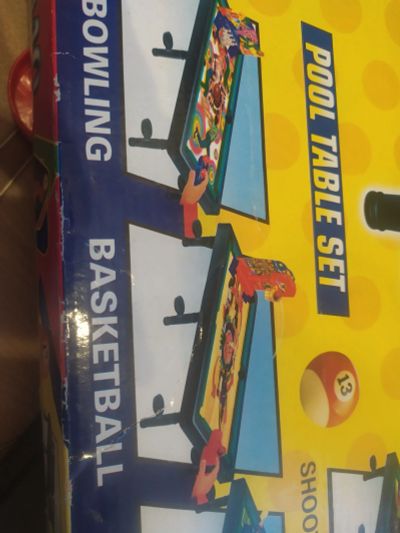 BOWLING
BASKETBALL
POOL TABLE SET
13
SHOO